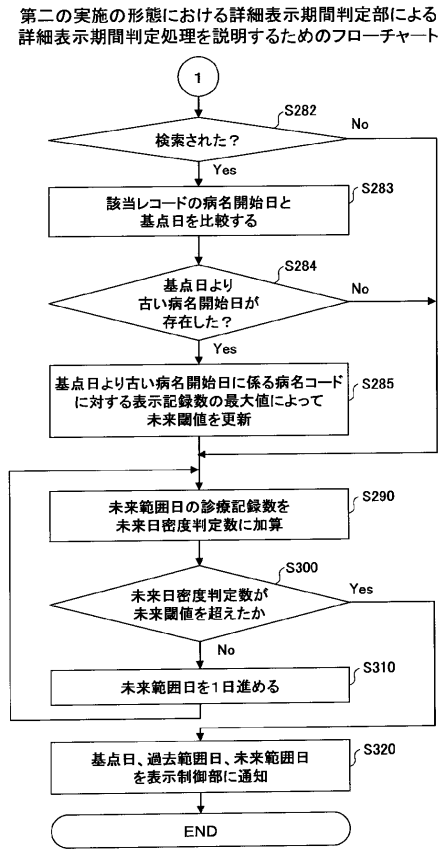 第二の実施の形態における詳細表示期間判定部による
詳細表示期間判定処理を説明するためのフローチャート
1
S282
検索された？
No
Yes
S283
該当レコードの病名開始日と
基点日を比較する
S284
基点日より
古い病名開始日が
存在した？
No
Yes
S285
基点日より古い病名開始日に係る病名コード
に対する表示記録数の最大値によって
未来閾値を更新
S290
未来範囲日の診療記録数を
未来日密度判定数に加算
S300
未来日密度判定数が
未来閾値を超えたか
Yes
No
S310
未来範囲日を1日進める
S320
基点日、過去範囲日、未来範囲日
を表示制御部に通知
END